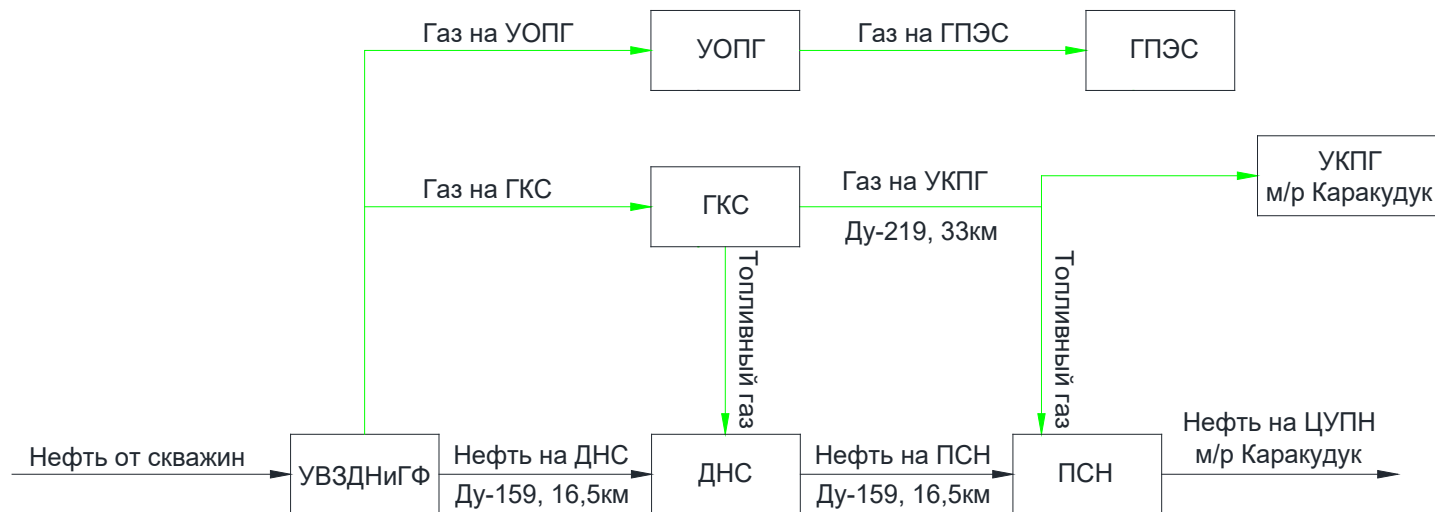 Газ на УОПГ
УОПГ
Газ на ГПЭС
ГПЭС
Газ на ГКС
ГКС
Газ на УКПГ
Ду-219, 33км
УКПГ
м/р Каракудук
Топливный газ
Топливный газ
Нефть от скважин
УВЗДНиГФ
Нефть на ДНС
Ду-159, 16,5км
ДНС
Нефть на ПСН
Ду-159, 16,5км
ПСН
Нефть на ЦУПН
м/р Каракудук